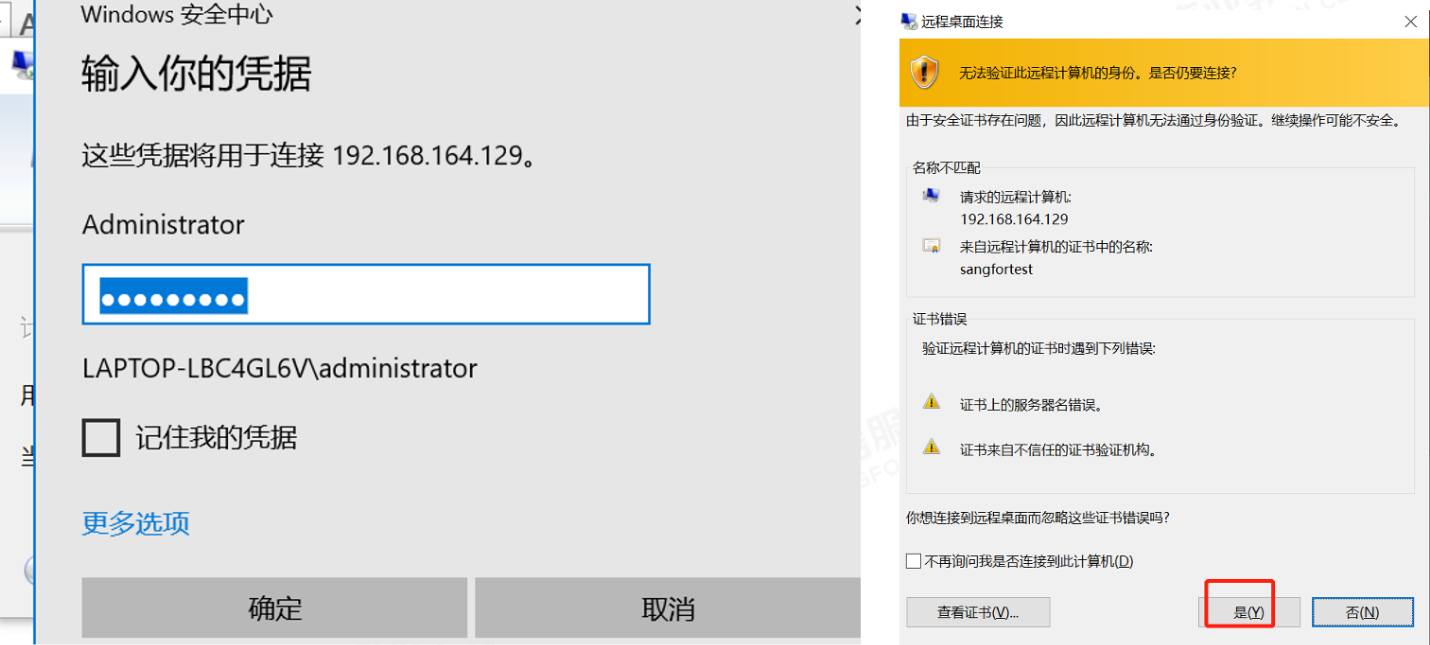 Windows 安全中心
输入你的凭据
这些凭据将用于连接 192.168.164.129。
Administrator
●●●●●●●●●
LAPTOP-LBC4GL6V\administrator
记住我的凭据
更多选项
确定
取消
远程桌面连接
无法验证此远程计算机的身份。是否仍要连接?
由于安全证书存在问题，因此远程计算机无法通过身份验证。继续操作可能不安全。
名称不匹配
请求的远程计算机:
192.168.164.129
来自远程计算机的证书中的名称:
sangfortest
证书错误
验证远程计算机的证书时遇到下列错误:
证书上的服务器名错误。
证书来自不信任的证书验证机构。
你想连接到远程桌面而忽略这些证书错误吗?
不再询问我是否连接到此计算机(D)
查看证书(V)...
是(Y)
否(N)